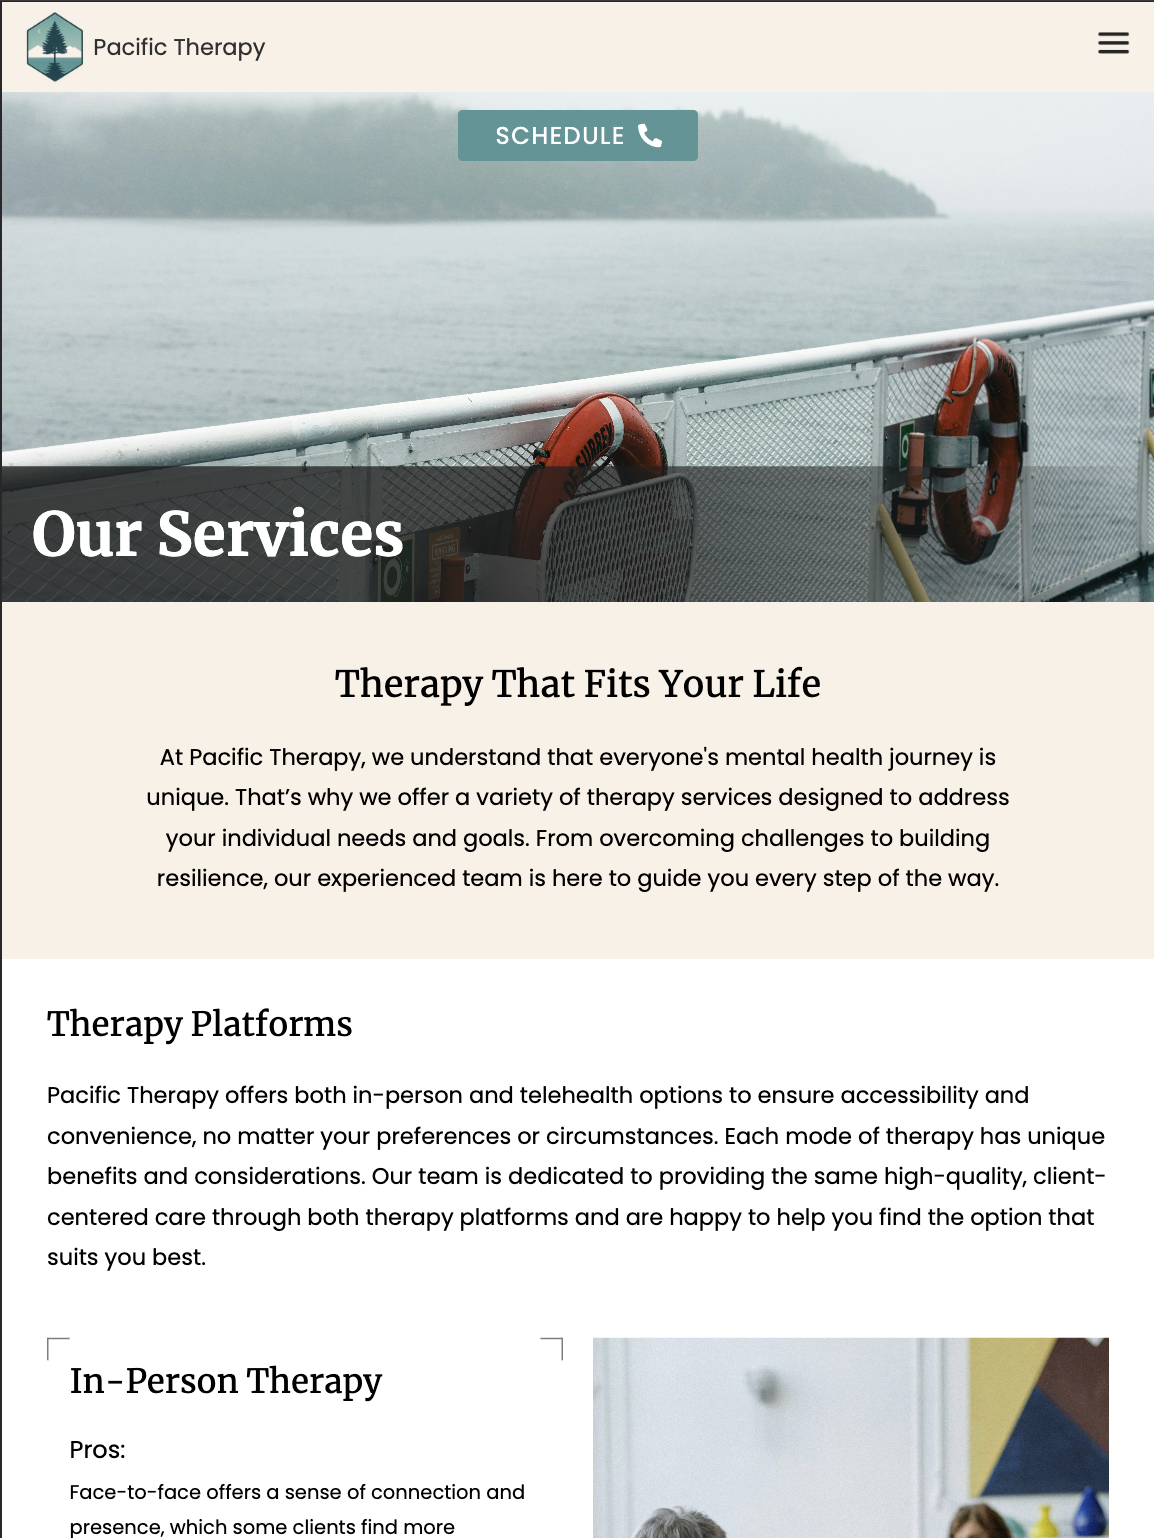 Pacific Therapy
SCHEDULE
SURREY
Our Services
Therapy That Fits Your Life
At Pacific Therapy, we understand that everyone's mental health journey is
unique. That’s why we offer a variety of therapy services designed to address
your individual needs and goals. From overcoming challenges to building
resilience, our experienced team is here to guide you every step of the way.
Therapy Platforms
Pacific Therapy offers both in-person and telehealth options to ensure accessibility and
convenience, no matter your preferences or circumstances. Each mode of therapy has unique
benefits and considerations. Our team is dedicated to providing the same high-quality, client-
centered care through both therapy platforms and are happy to help you find the option that
suits you best.
In-Person Therapy
Pros:
Face-to-face offers a sense of connection and
presence, which some clients find more